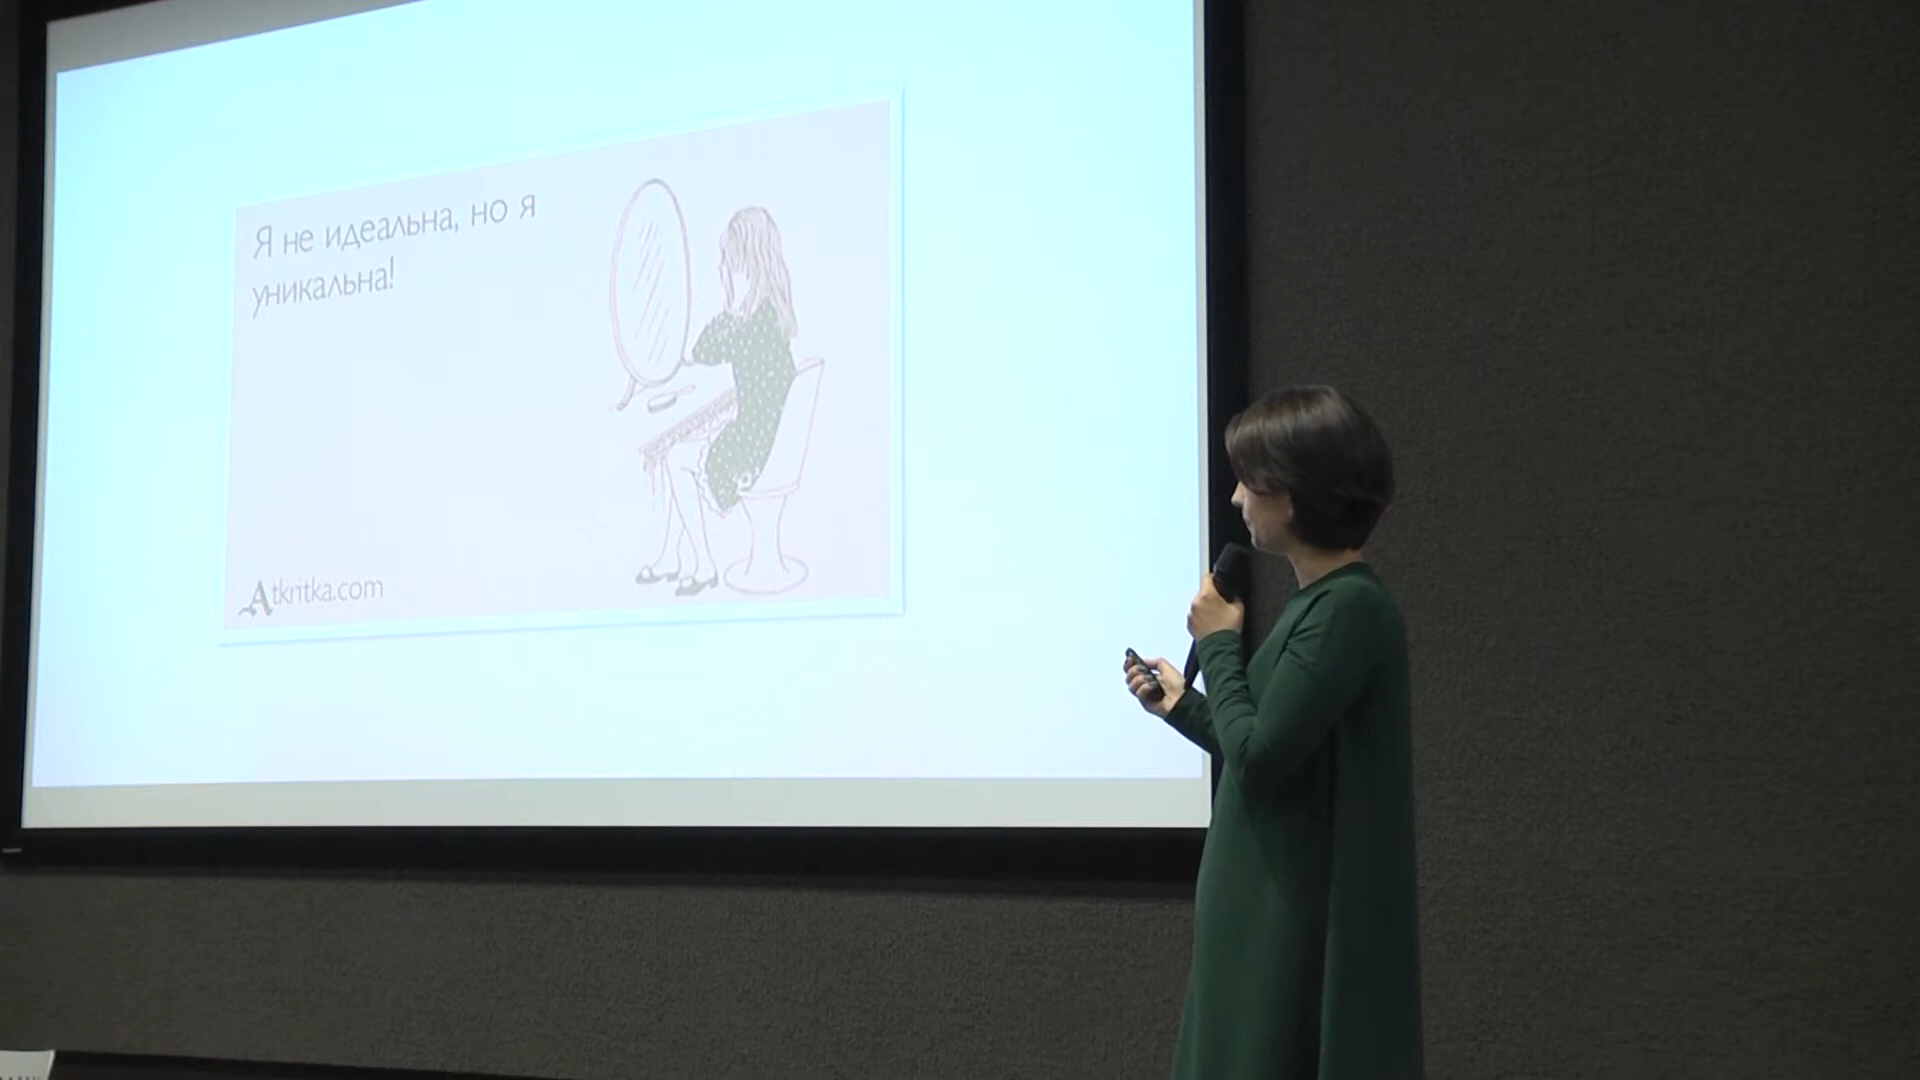 Я не идеальна, но я
уникальна!
Atkritka.com